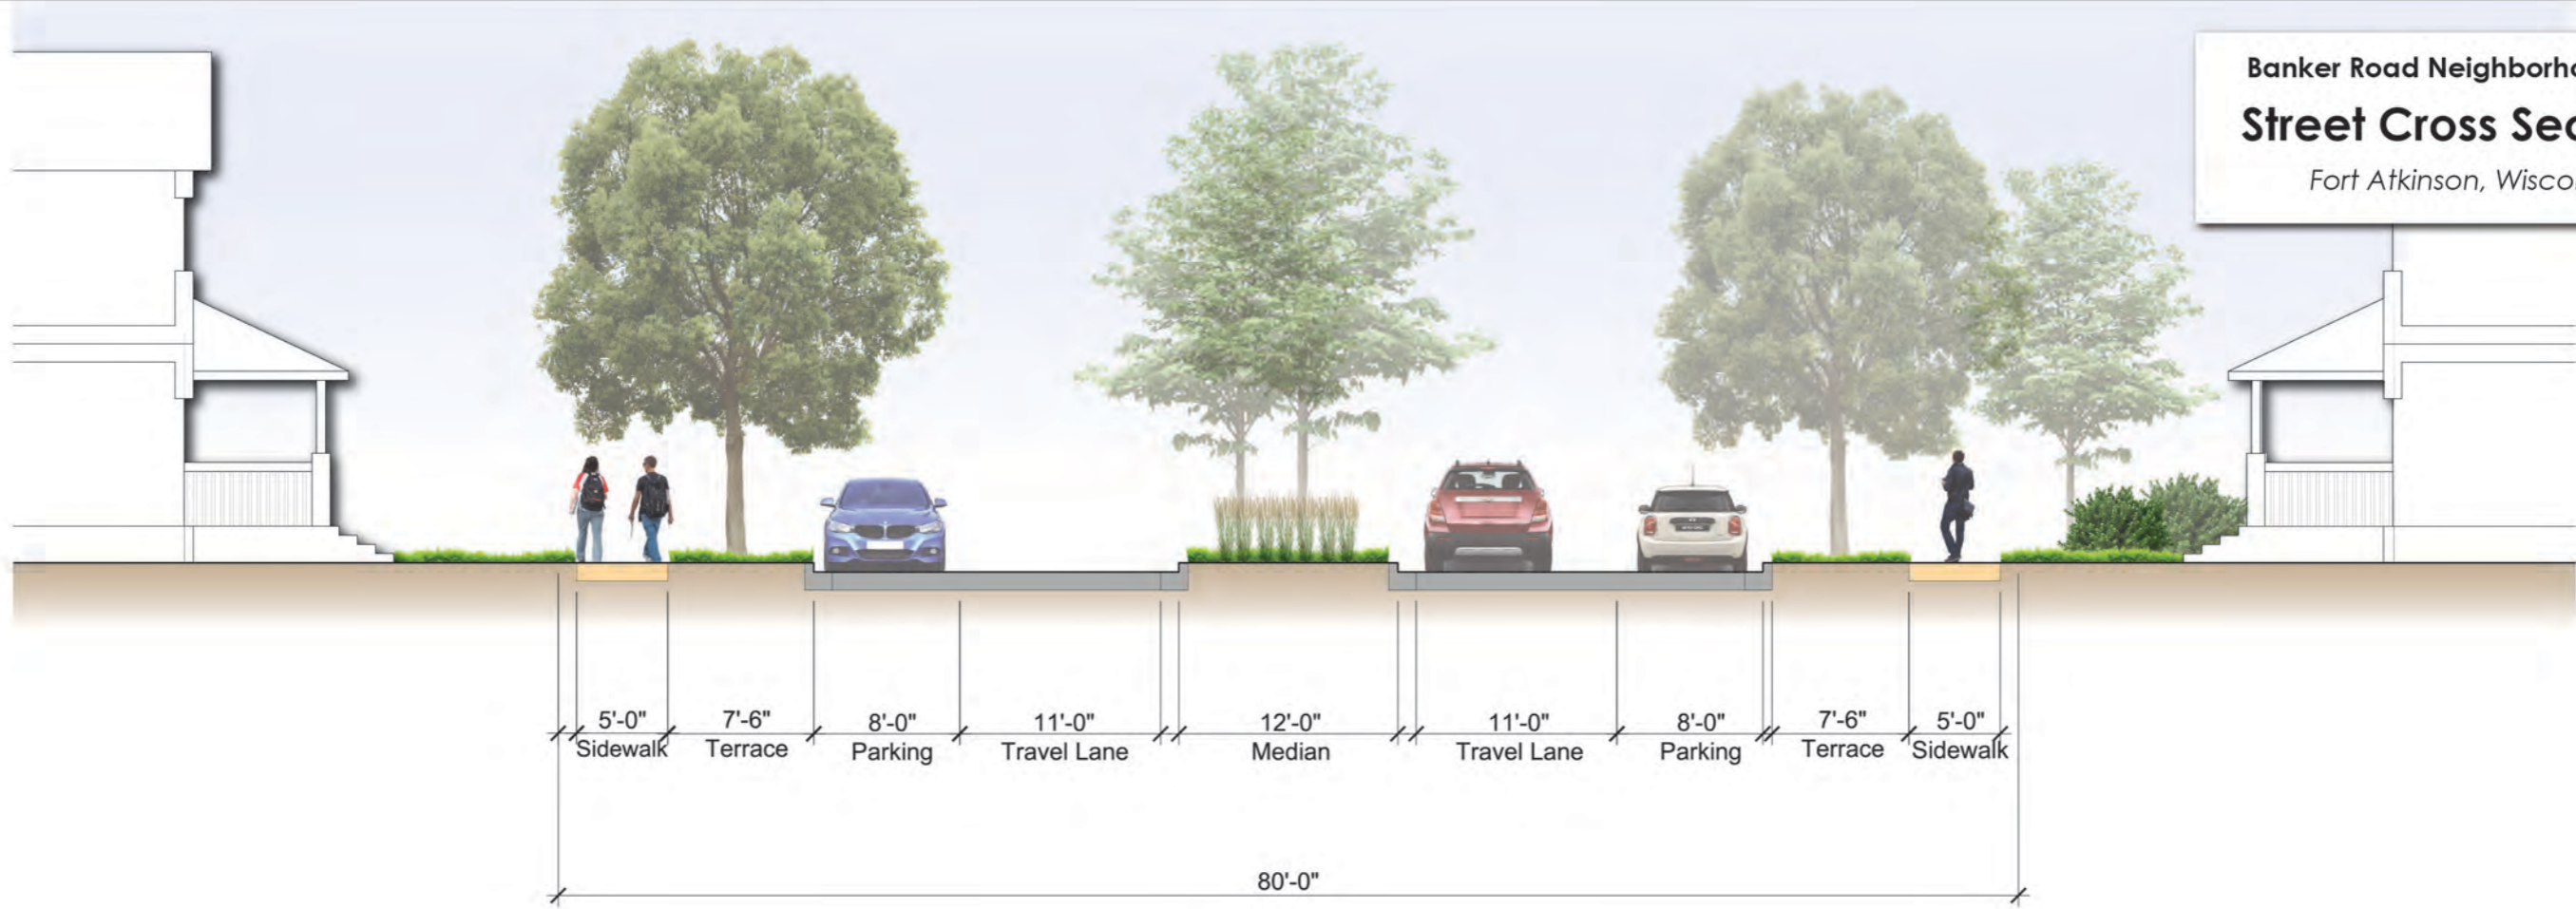 Banker Road Neighborho
Street Cross Sec
Fort Atkinson, Wisco
5'-0" 7'-6" 8'-0" 11'-0" 12'-0" 11'-0" 8'-0" 7'-6" 5'-0"
Sidewalk Terrace Parking Travel Lane Median Travel Lane Parking Terrace Sidewalk
80'-0"